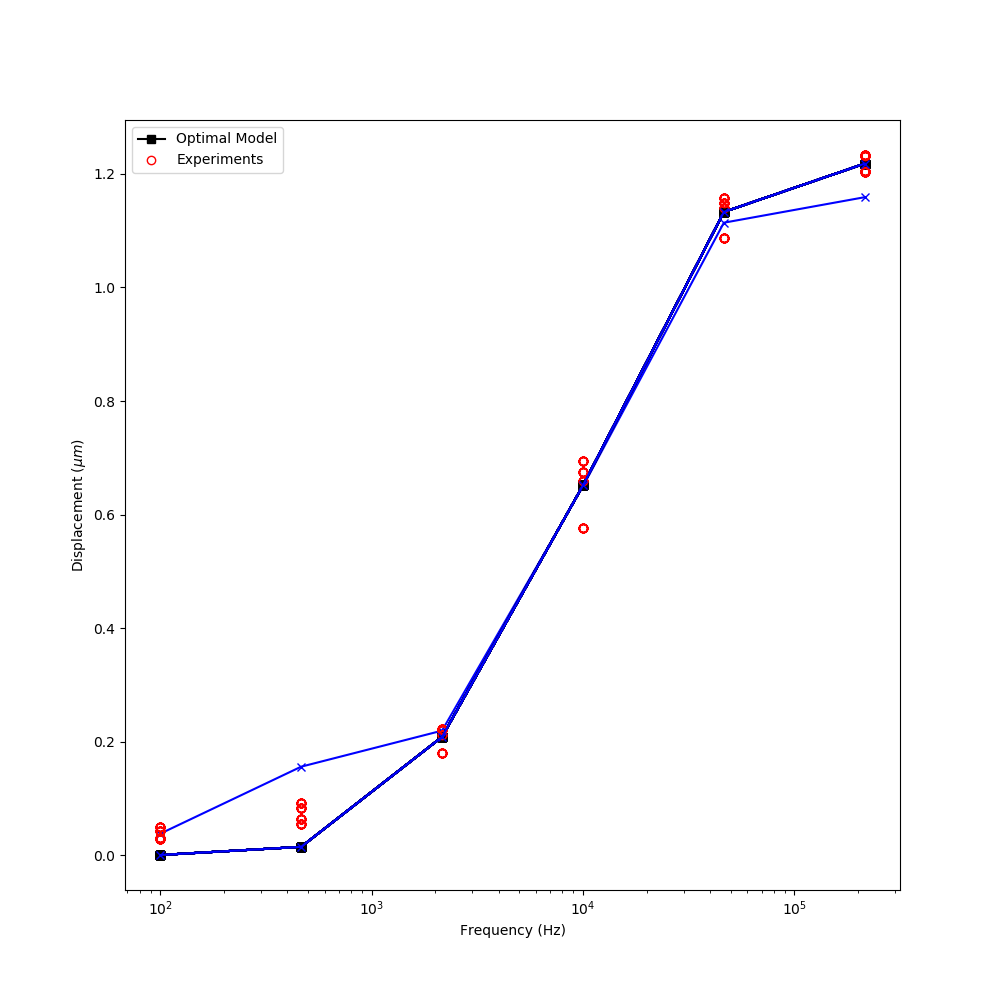 Optimal Model
Experiments
1.2
1.0
0.8
0.6
0.4
0.2
0.0
Displacement (μm)
10²
10³
10⁴
10⁵
Frequency (Hz)